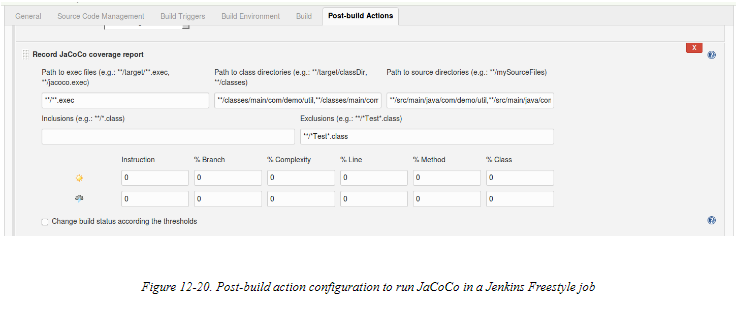 General Source Code Management Build Triggers Build Environment Build Post-build Actions
Record JaCoCo coverage report
X
Path to exec files (e.g.: **/target/**.exec, **/jacoco.exec)
Path to class directories (e.g.: **/target/classDir, **/classes)
Path to source directories (e.g.: **/mySourceFiles)
**/**.exec
**/classes/main/com/demo/util,**/classes/main/com
**/src/main/java/com/demo/util,**/src/main/java/com
Inclusions (e.g.: **/*.class)
Exclusions (e.g.: **/*Test*.class)
**/*Test*.class
Instruction % Branch % Complexity % Line % Method % Class
0 0 0 0 0 0
0 0 0 0 0 0
Change build status according the thresholds
Figure 12-20. Post-build action configuration to run JaCoCo in a Jenkins Freestyle job